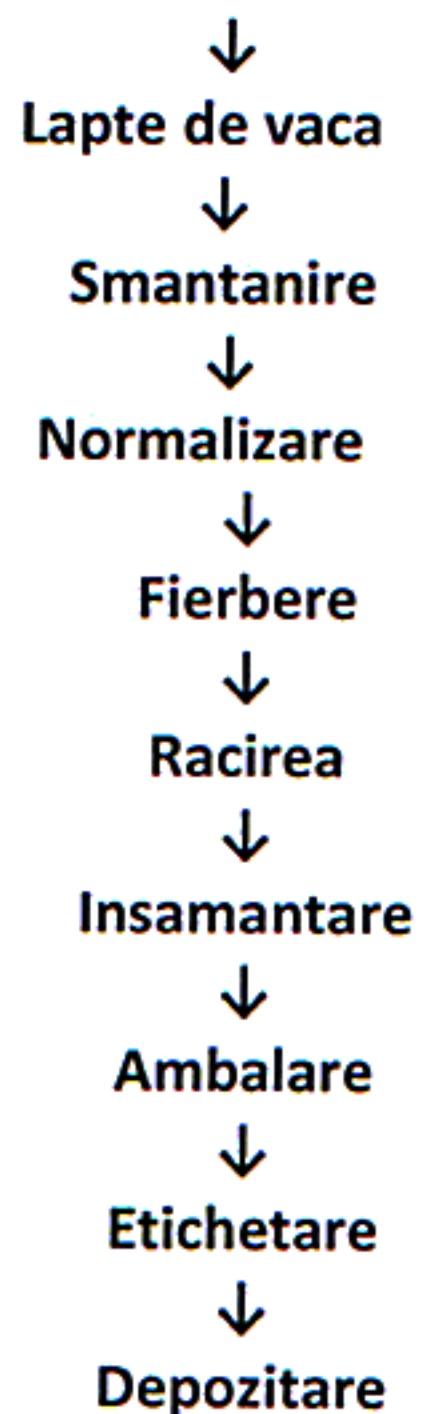 ↓
Lapte de vaca
↓
Smantanire
↓
Normalizare
↓
Fierbere
↓
Racirea
↓
Insamantare
↓
Ambalare
↓
Etichetare
↓
Depozitare